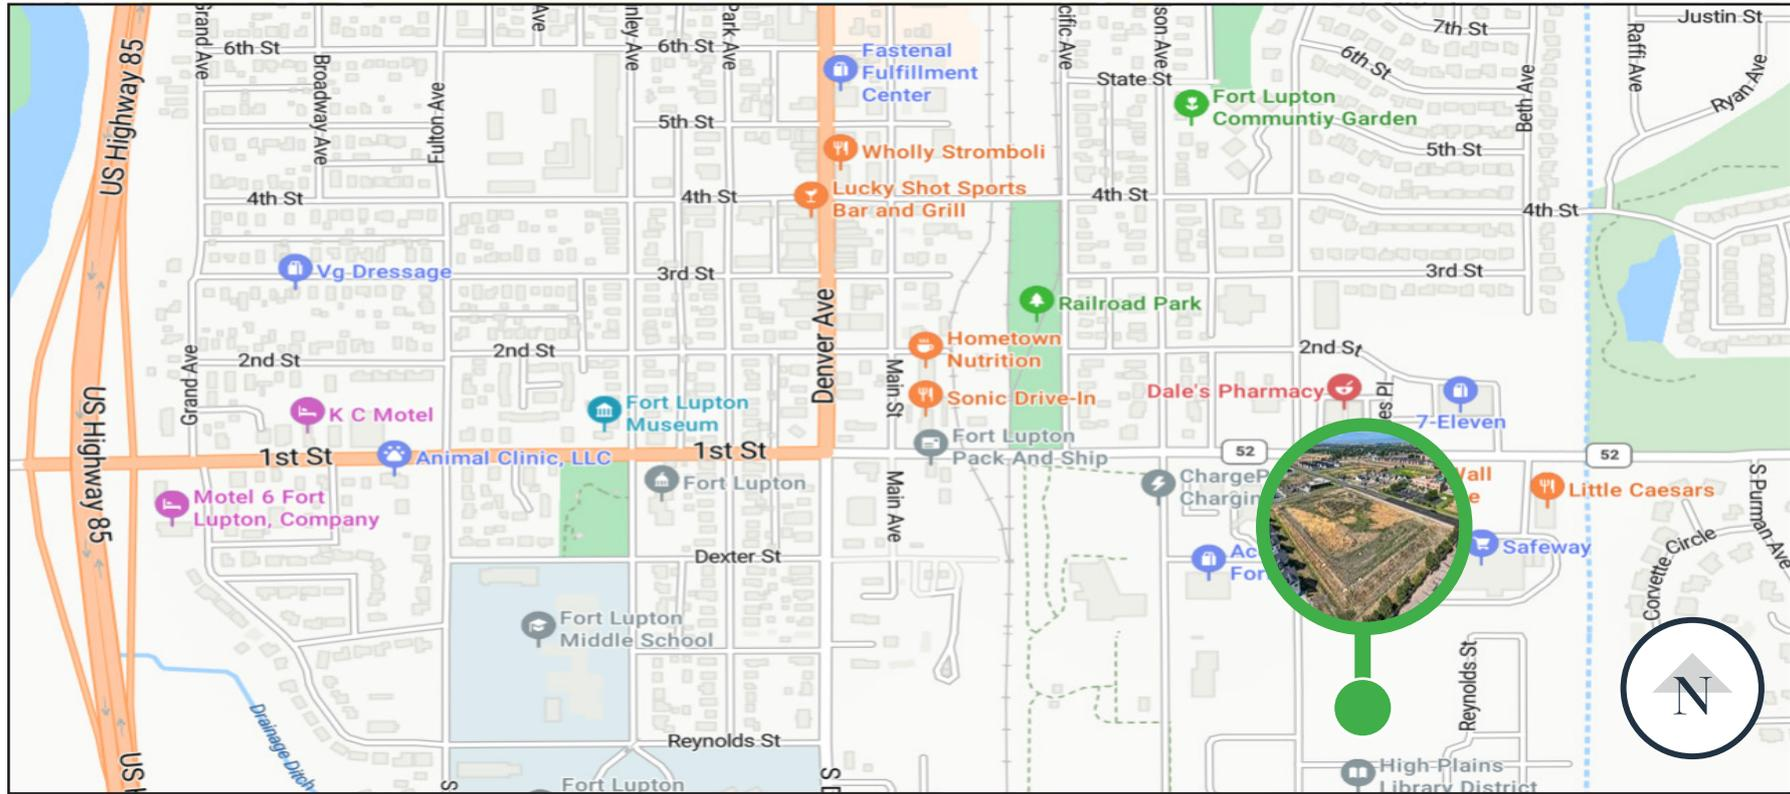 Grand Ave
Ave
Park Ave
7th St
Justin St
US Highway 85
6th St
6th St
6th St
Raffi Ave
Broadway Ave
Fastenal
Fulfillment
Center
State St
Ryan Ave
Fulton Ave
Fort Lupton
Communtiy Garden
Beth Ave
5th St
5th St
Wholly Stromboli
4th St
4th St
Lucky Shot Sports
Bar and Grill
4th St
4th St
Vg Dressage
3rd St
3rd St
Railroad Park
Denver Ave
Grand Ave
2nd St
2nd St
Hometown
Nutrition
2nd St
Main St
Sonic Drive-In
Dale's Pharmacy
7-Eleven
US Highway 85
K C Motel
Fort Lupton
Museum
1st St
Animal Clinic, LLC
1st St
Fort Lupton
Pack And Ship
52
52
Motel 6 Fort
Lupton, Company
Fort Lupton
Main Ave
Little Caesars
S Purman Ave
Dexter St
Safeway
Corvette Circle
Fort Lupton
Middle School
Reynolds St
N
Drainage Ditch
Reynolds St
US
Fort Lupton
High Plains
Library District